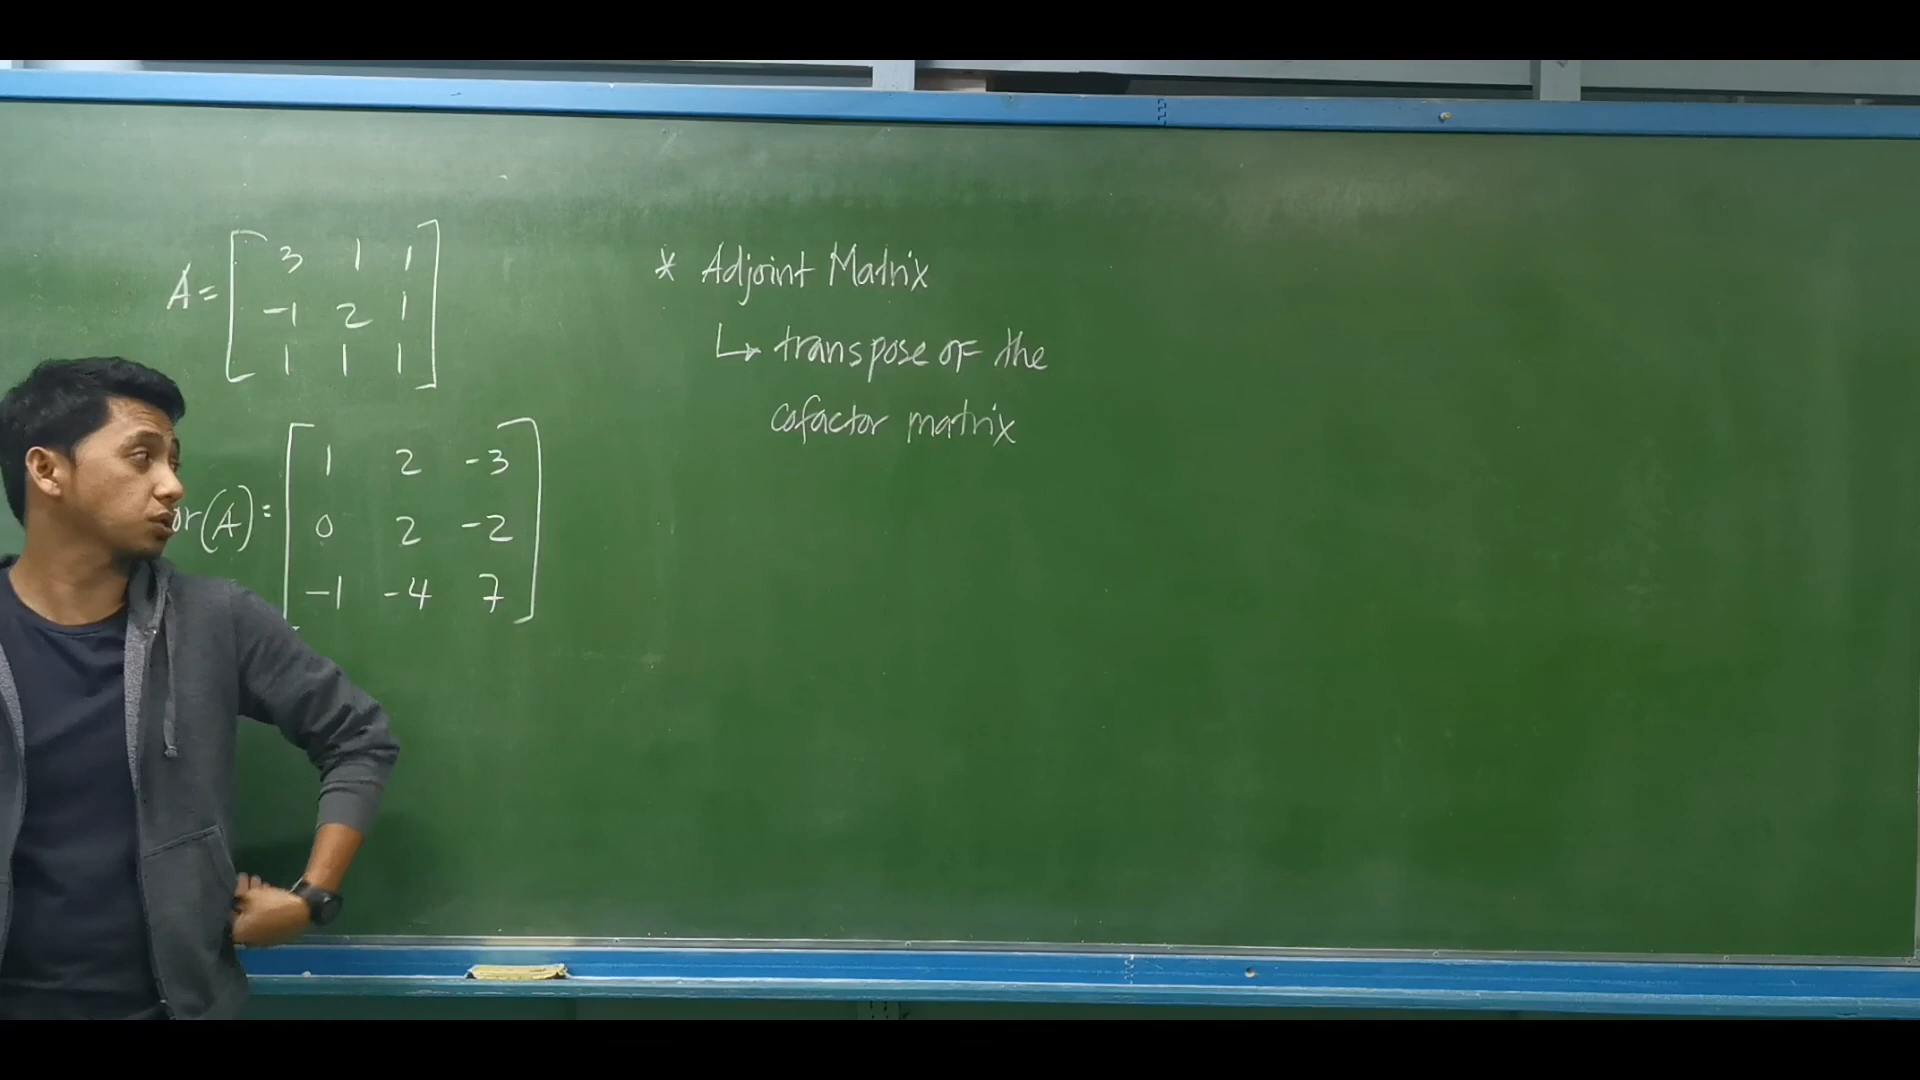 A = [ 3 1 1
-1 2 1
1 1 1 ]
or(A) = [ 1 2 -3
0 2 -2
-1 -4 7 ]
* Adjoint Matrix
↳ transpose of the
cofactor matrix